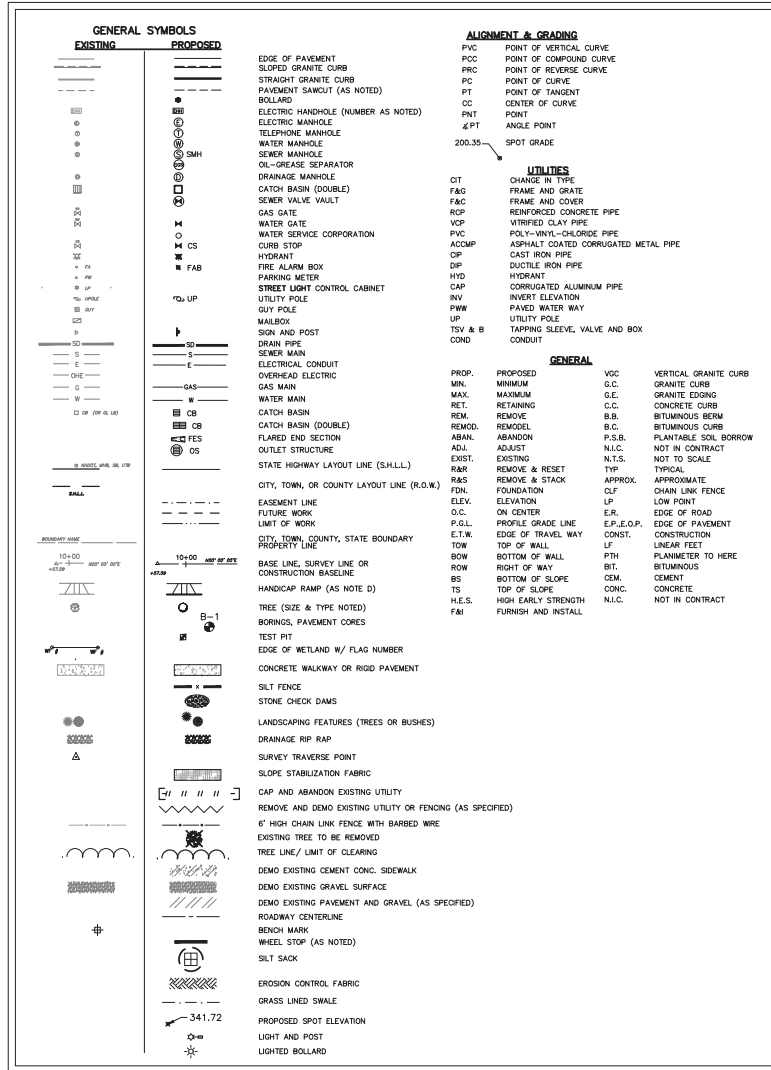 GENERAL SYMBOLS
EXISTING PROPOSED
EDGE OF PAVEMENT
SLOPED GRANITE CURB
STRAIGHT GRANITE CURB
PAVEMENT SAWCUT (AS NOTED)
BOLLARD
ELECTRIC HANDHOLE (NUMBER AS NOTED)
E ELECTRIC MANHOLE
T TELEPHONE MANHOLE
W WATER MANHOLE
S SMH SEWER MANHOLE
OIL-GREASE SEPARATOR
D DRAINAGE MANHOLE
CATCH BASIN (DOUBLE)
SEWER VALVE VAULT
GAS GATE
WATER GATE
WATER SERVICE CORPORATION
CS CURB STOP
HYDRANT
FA FAB FIRE ALARM BOX
PM PARKING METER
LP STREET LIGHT CONTROL CABINET
UPOLE UP UTILITY POLE
GUY GUY POLE
MAILBOX
SIGN AND POST
SD SD DRAIN PIPE
S S SEWER MAIN
E E ELECTRICAL CONDUIT
OHE OVERHEAD ELECTRIC
G GAS GAS MAIN
W W WATER MAIN
CB (OR GI, LB) CB CATCH BASIN
CB CATCH BASIN (DOUBLE)
FES FLARED END SECTION
OS OUTLET STRUCTURE
STATE HIGHWAY LAYOUT LINE (S.H.L.L.)
S.H.L.L. CITY, TOWN, OR COUNTY LAYOUT LINE (R.O.W.)
EASEMENT LINE
FUTURE WORK
LIMIT OF WORK
BOUNDARY NAME CITY, TOWN, COUNTY, STATE BOUNDARY
PROPERTY LINE
10+00 N00° 00' 00"E 10+00 N00° 00' 00"E BASE LINE, SURVEY LINE OR
+57.59 +57.59 CONSTRUCTION BASELINE
HANDICAP RAMP (AS NOTE D)
TREE (SIZE & TYPE NOTED)
B-1 BORINGS, PAVEMENT CORES
TEST PIT
WF # WF # EDGE OF WETLAND W/ FLAG NUMBER
CONCRETE WALKWAY OR RIGID PAVEMENT
x SILT FENCE
STONE CHECK DAMS
LANDSCAPING FEATURES (TREES OR BUSHES)
DRAINAGE RIP RAP
SURVEY TRAVERSE POINT
SLOPE STABILIZATION FABRIC
CAP AND ABANDON EXISTING UTILITY
REMOVE AND DEMO EXISTING UTILITY OR FENCING (AS SPECIFIED)
6' HIGH CHAIN LINK FENCE WITH BARBED WIRE
EXISTING TREE TO BE REMOVED
TREE LINE/ LIMIT OF CLEARING
DEMO EXISTING CEMENT CONC. SIDEWALK
DEMO EXISTING GRAVEL SURFACE
DEMO EXISTING PAVEMENT AND GRAVEL (AS SPECIFIED)
ROADWAY CENTERLINE
BENCH MARK
WHEEL STOP (AS NOTED)
SILT SACK
EROSION CONTROL FABRIC
GRASS LINED SWALE
341.72 PROPOSED SPOT ELEVATION
LIGHT AND POST
LIGHTED BOLLARD
ALIGNMENT & GRADING
PVC POINT OF VERTICAL CURVE
PCC POINT OF COMPOUND CURVE
PRC POINT OF REVERSE CURVE
PC POINT OF CURVE
PT POINT OF TANGENT
CC CENTER OF CURVE
PNT POINT
∡PT ANGLE POINT
200.35 SPOT GRADE
UTILITIES
CIT CHANGE IN TYPE
F&G FRAME AND GRATE
F&C FRAME AND COVER
RCP REINFORCED CONCRETE PIPE
VCP VITRIFIED CLAY PIPE
PVC POLY-VINYL-CHLORIDE PIPE
ACCMP ASPHALT COATED CORRUGATED METAL PIPE
CIP CAST IRON PIPE
DIP DUCTILE IRON PIPE
HYD HYDRANT
CAP CORRUGATED ALUMINUM PIPE
INV INVERT ELEVATION
PWW PAVED WATER WAY
UP UTILITY POLE
TSV & B TAPPING SLEEVE, VALVE AND BOX
COND CONDUIT
GENERAL
PROP. PROPOSED VGC VERTICAL GRANITE CURB
MIN. MINIMUM G.C. GRANITE CURB
MAX. MAXIMUM G.E. GRANITE EDGING
RET. RETAINING C.C. CONCRETE CURB
REM. REMOVE B.B. BITUMINOUS BERM
REMOD. REMODEL B.C. BITUMINOUS CURB
ABAN. ABANDON P.S.B. PLANTABLE SOIL BORROW
ADJ. ADJUST N.I.C. NOT IN CONTRACT
EXIST. EXISTING N.T.S. NOT TO SCALE
R&R REMOVE & RESET TYP TYPICAL
R&S REMOVE & STACK APPROX. APPROXIMATE
FDN. FOUNDATION CLF CHAIN LINK FENCE
ELEV. ELEVATION LP LOW POINT
O.C. ON CENTER E.R. EDGE OF ROAD
P.G.L. PROFILE GRADE LINE E.P.,E.O.P. EDGE OF PAVEMENT
E.T.W. EDGE OF TRAVEL WAY CONST. CONSTRUCTION
TOW TOP OF WALL LF LINEAR FEET
BOW BOTTOM OF WALL PTH PLANIMETER TO HERE
ROW RIGHT OF WAY BIT. BITUMINOUS
BS BOTTOM OF SLOPE CEM. CEMENT
TS TOP OF SLOPE CONC. CONCRETE
H.E.S. HIGH EARLY STRENGTH N.I.C. NOT IN CONTRACT
F&I FURNISH AND INSTALL